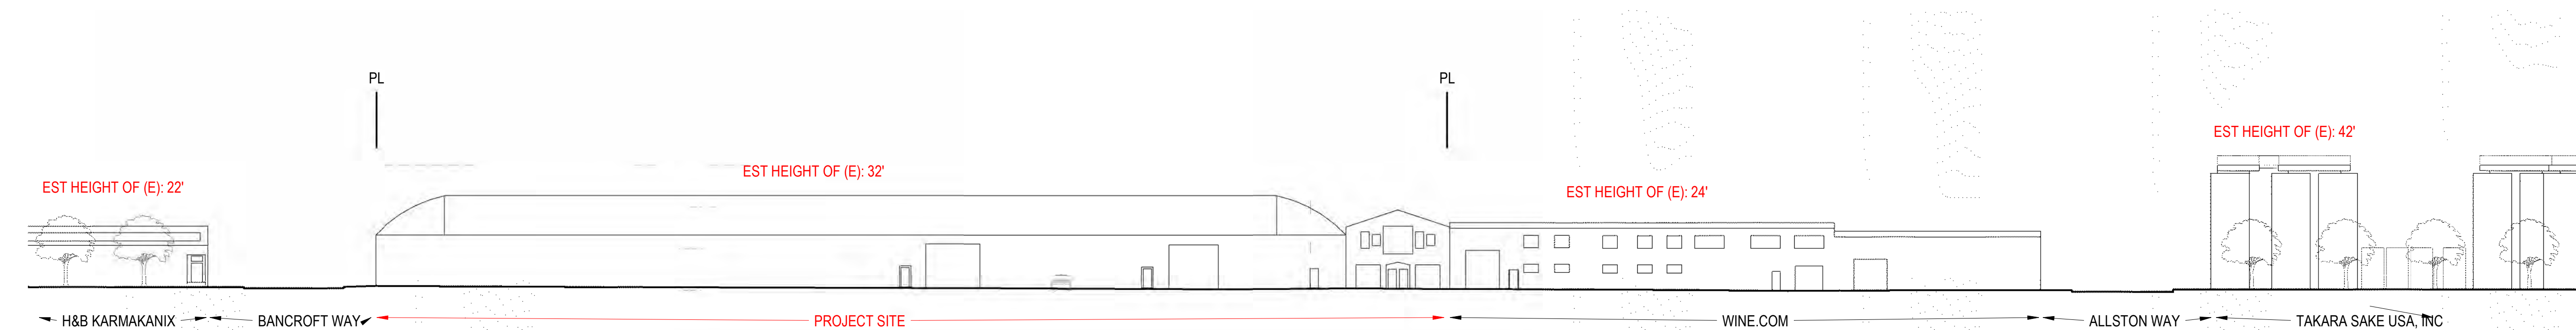 PL
PL
EST HEIGHT OF (E): 42'
EST HEIGHT OF (E): 32'
EST HEIGHT OF (E): 22'
EST HEIGHT OF (E): 24'
H&B KARMAKANIX
BANCROFT WAY
PROJECT SITE
WINE.COM
ALLSTON WAY
TAKARA SAKE USA, INC